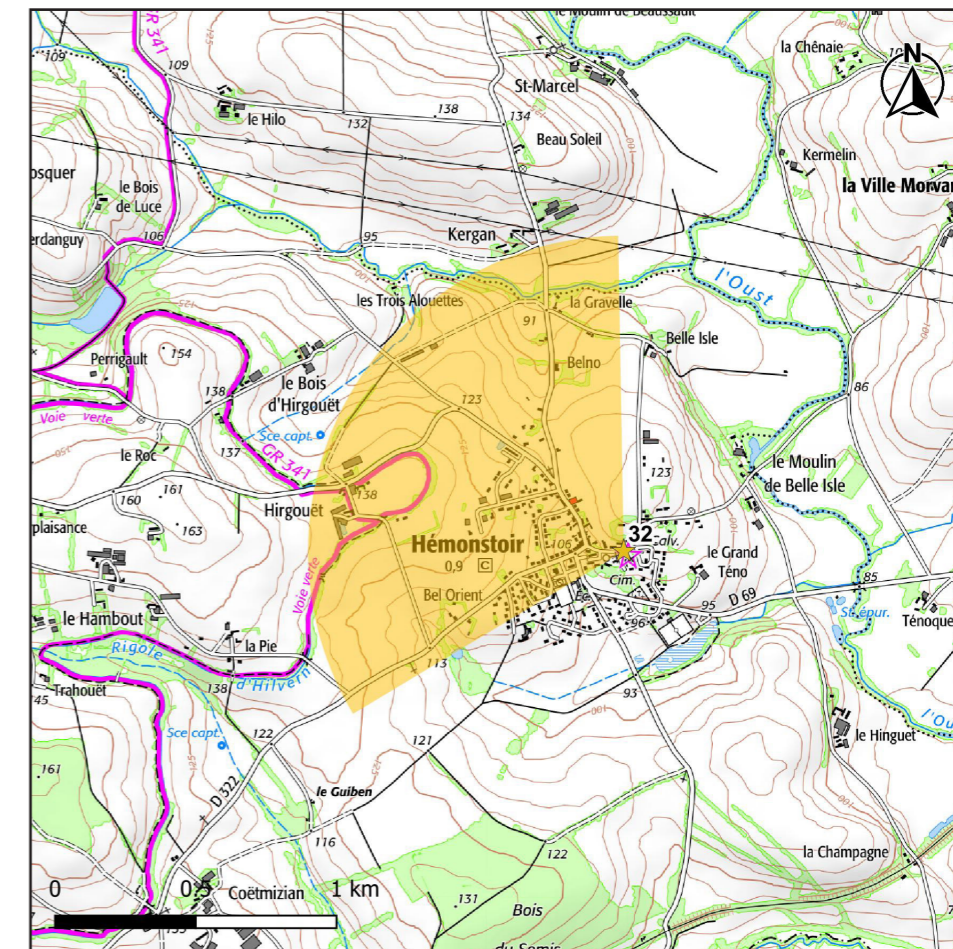 le Moulin de Beaussault
GR 341
la Chênaie
N
109
109
St-Marcel
le Hilo
138
132
134
Beau Soleil
Kermelin
le Bois
de Luce
la Ville Morvan
106
95
Kergan
les Trois Alouettes
la Gravelle
l'Oust
91
Belle Isle
Perrigault
154
Belno
86
138
le Bois
d'Hirgouët
Voie verte
Sce capt.
123
137
GR 341
le Roc
le Moulin
de Belle Isle
161
160
138
123
163
Hirgouët
32
Hémonstoir
106
Calv.
0,9 C
le Grand
Téno
Cim.
Bel Orient
Voie verte
85
le Hambout
D 69
95
96
St. épur.
Ténoque
la Pie
Rigole
d'Hilvern
113
Trahouët
138
93
145
Sce capt.
122
121
le Hinguet
161
D 322
le Guiben
116
122
la Champagne
0
0.5
1 km
Coëtmizian
131
Bois
du Semis